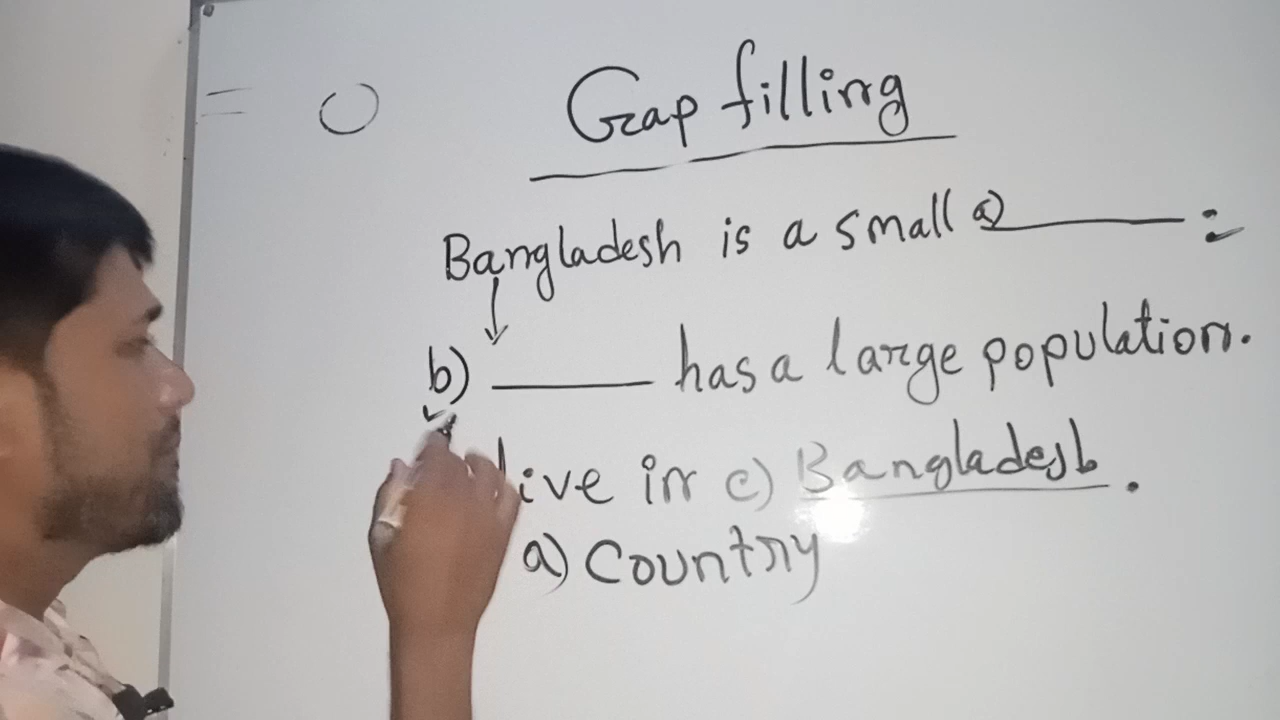 = O
Gap filling
Bangladesh is a small a) ______ :
b) ______ has a large population.
live in c) Bangladesh.
a) Country